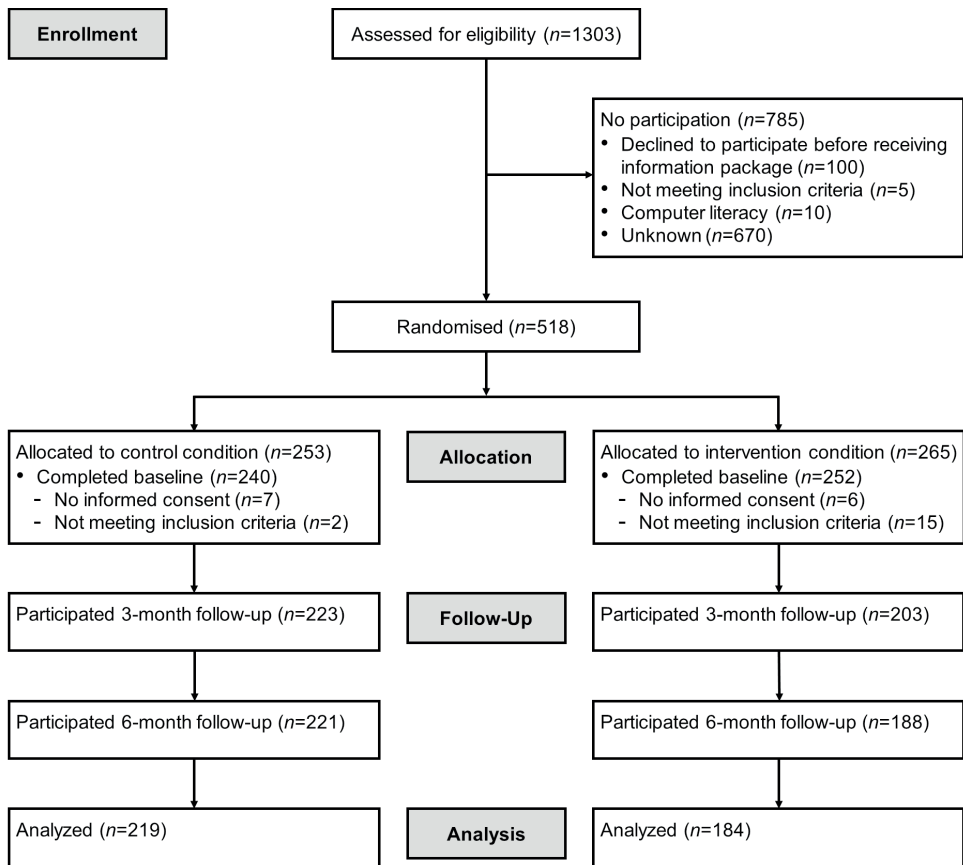 Enrollment
Assessed for eligibility (n=1303)
No participation (n=785)
• Declined to participate before receiving
information package (n=100)
• Not meeting inclusion criteria (n=5)
• Computer literacy (n=10)
• Unknown (n=670)
Randomised (n=518)
Allocated to control condition (n=253)
• Completed baseline (n=240)
- No informed consent (n=7)
- Not meeting inclusion criteria (n=2)
Allocation
Allocated to intervention condition (n=265)
• Completed baseline (n=252)
- No informed consent (n=6)
- Not meeting inclusion criteria (n=15)
Participated 3-month follow-up (n=223)
Follow-Up
Participated 3-month follow-up (n=203)
Participated 6-month follow-up (n=221)
Participated 6-month follow-up (n=188)
Analyzed (n=219)
Analysis
Analyzed (n=184)